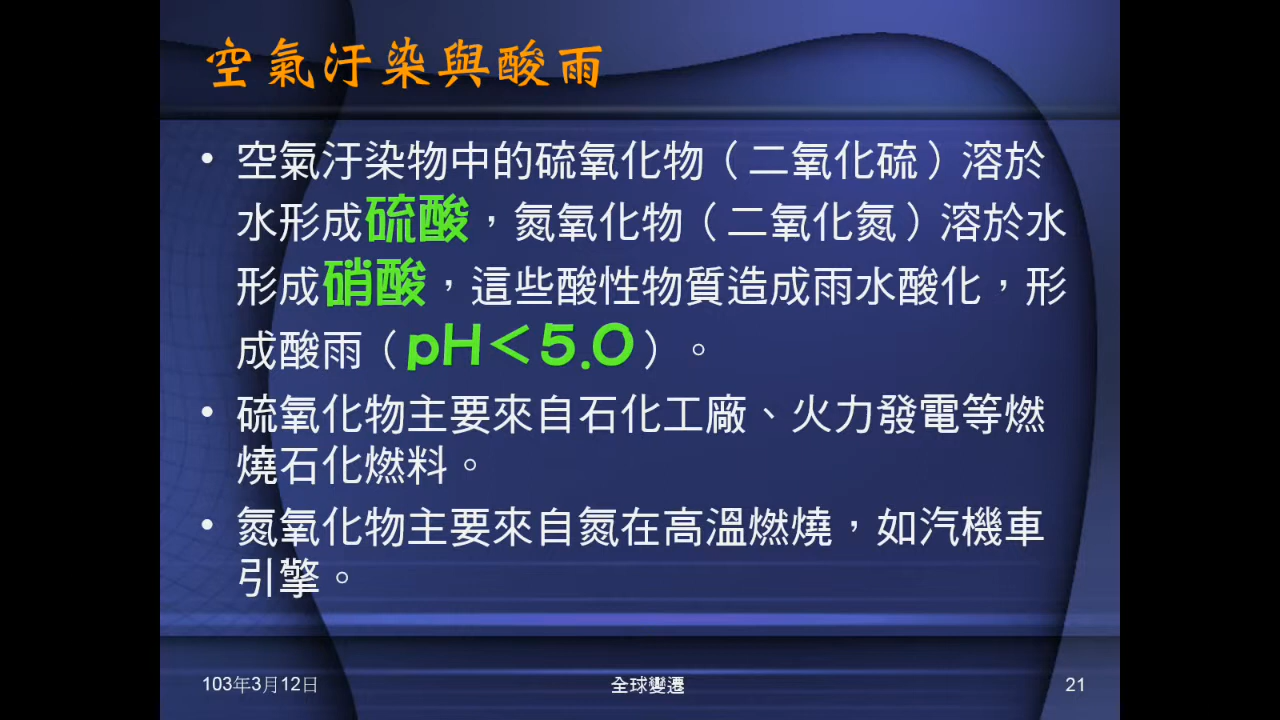 空氣汙染與酸雨
• 空氣汙染物中的硫氧化物（二氧化硫）溶於
水形成硫酸，氮氧化物（二氧化氮）溶於水
形成硝酸，這些酸性物質造成雨水酸化，形
成酸雨（pH＜5.0）。
• 硫氧化物主要來自石化工廠、火力發電等燃
燒石化燃料。
• 氮氧化物主要來自氮在高溫燃燒，如汽機車
引擎。
103年3月12日
全球變遷
21